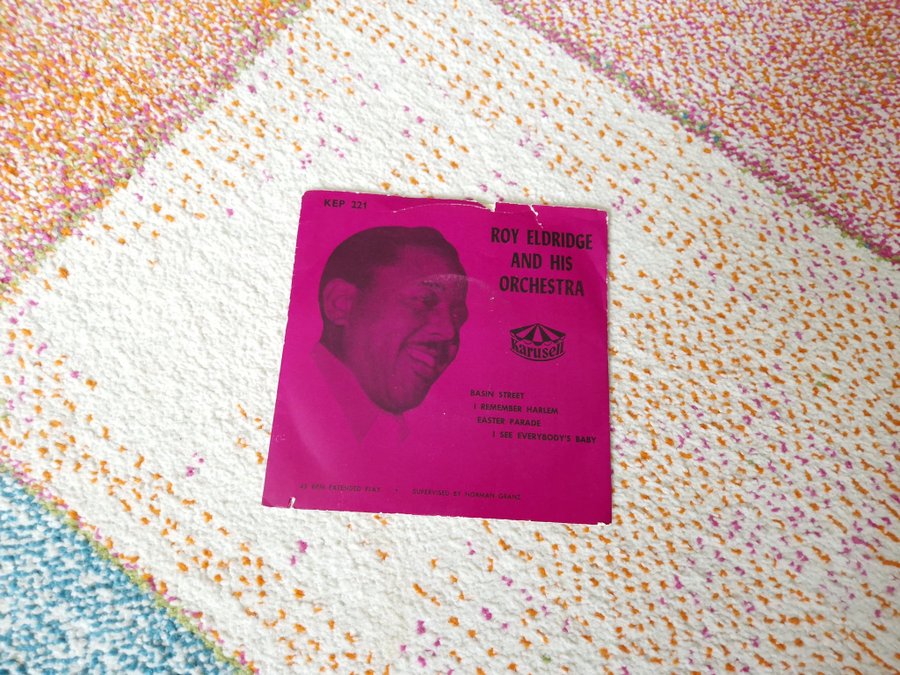 KEP 221
ROY ELDRIDGE
AND HIS
ORCHESTRA
Karusell
BASIN STREET
I REMEMBER HARLEM
EASTER PARADE
I SEE EVERYBODY'S BABY
45 RPM EXTENDED PLAY • SUPERVISED BY NORMAN GRANZ